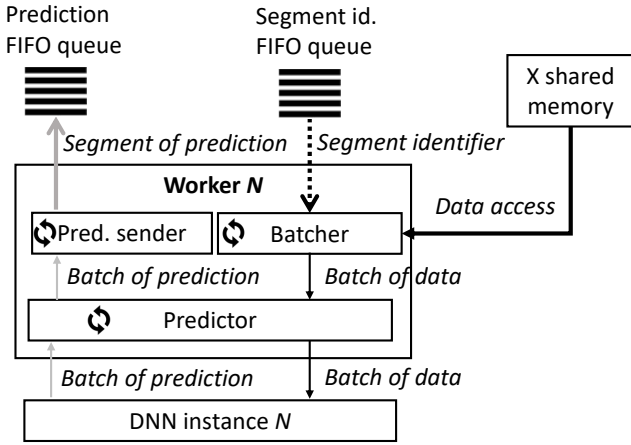 Prediction
FIFO queue
Segment id.
FIFO queue
X shared
memory
Segment of prediction
Segment identifier
Worker N
Data access
Pred. sender
Batcher
Batch of prediction
Batch of data
Predictor
Batch of prediction
Batch of data
DNN instance N